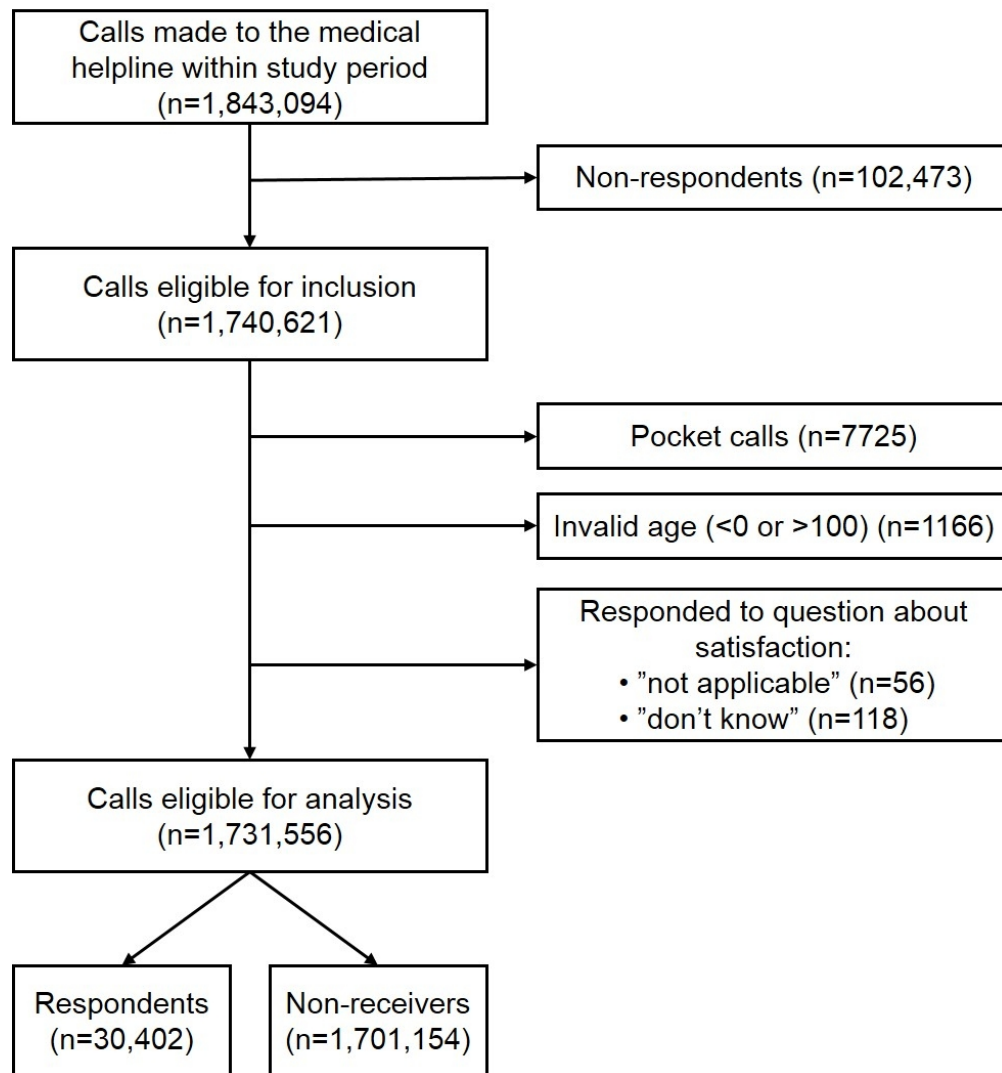 Calls made to the medical
helpline within study period
(n=1,843,094)
Non-respondents (n=102,473)
Calls eligible for inclusion
(n=1,740,621)
Pocket calls (n=7725)
Invalid age (<0 or >100) (n=1166)
Responded to question about
satisfaction:
• ”not applicable” (n=56)
• ”don’t know” (n=118)
Calls eligible for analysis
(n=1,731,556)
Respondents
(n=30,402)
Non-receivers
(n=1,701,154)